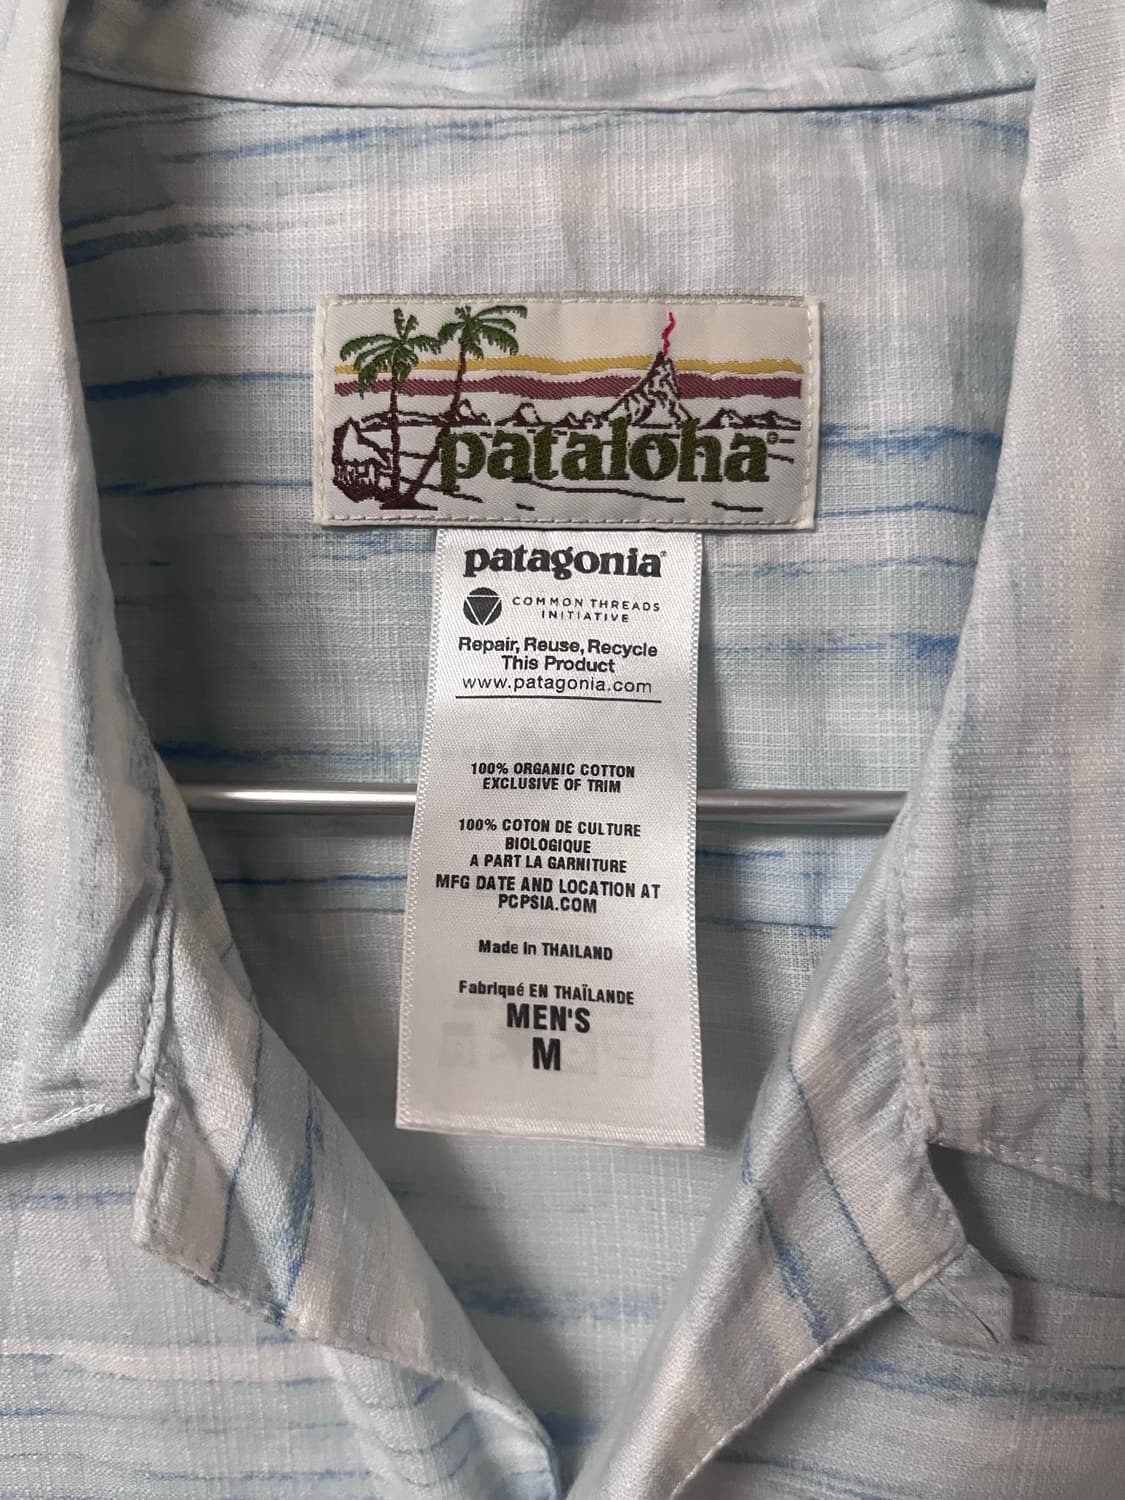 pataloha®
patagonia®
COMMON THREADS
INITIATIVE
Repair, Reuse, Recycle
This Product
www.patagonia.com
100% ORGANIC COTTON
EXCLUSIVE OF TRIM
100% COTON DE CULTURE
BIOLOGIQUE
A PART LA GARNITURE
MFG DATE AND LOCATION AT
PCPSIA.COM
Made in THAILAND
Fabriqué EN THAÏLANDE
MEN'S
M